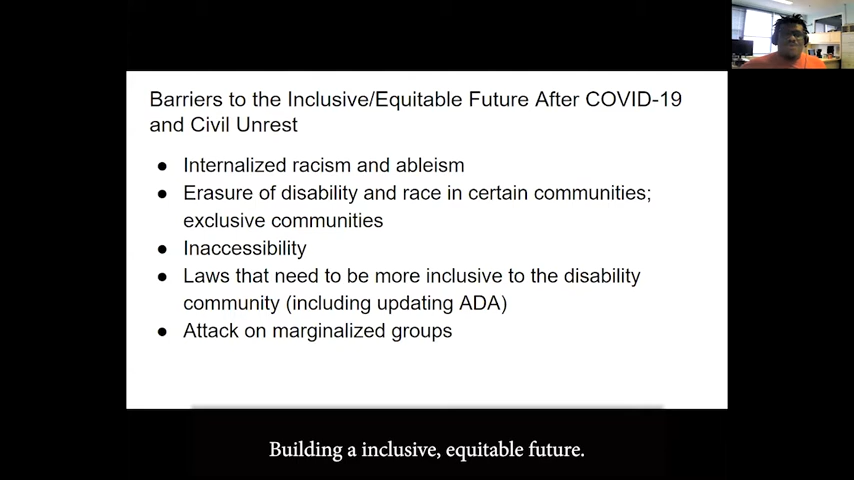 Barriers to the Inclusive/Equitable Future After COVID-19
and Civil Unrest
● Internalized racism and ableism
● Erasure of disability and race in certain communities;
exclusive communities
● Inaccessibility
● Laws that need to be more inclusive to the disability
community (including updating ADA)
● Attack on marginalized groups
Building a inclusive, equitable future.